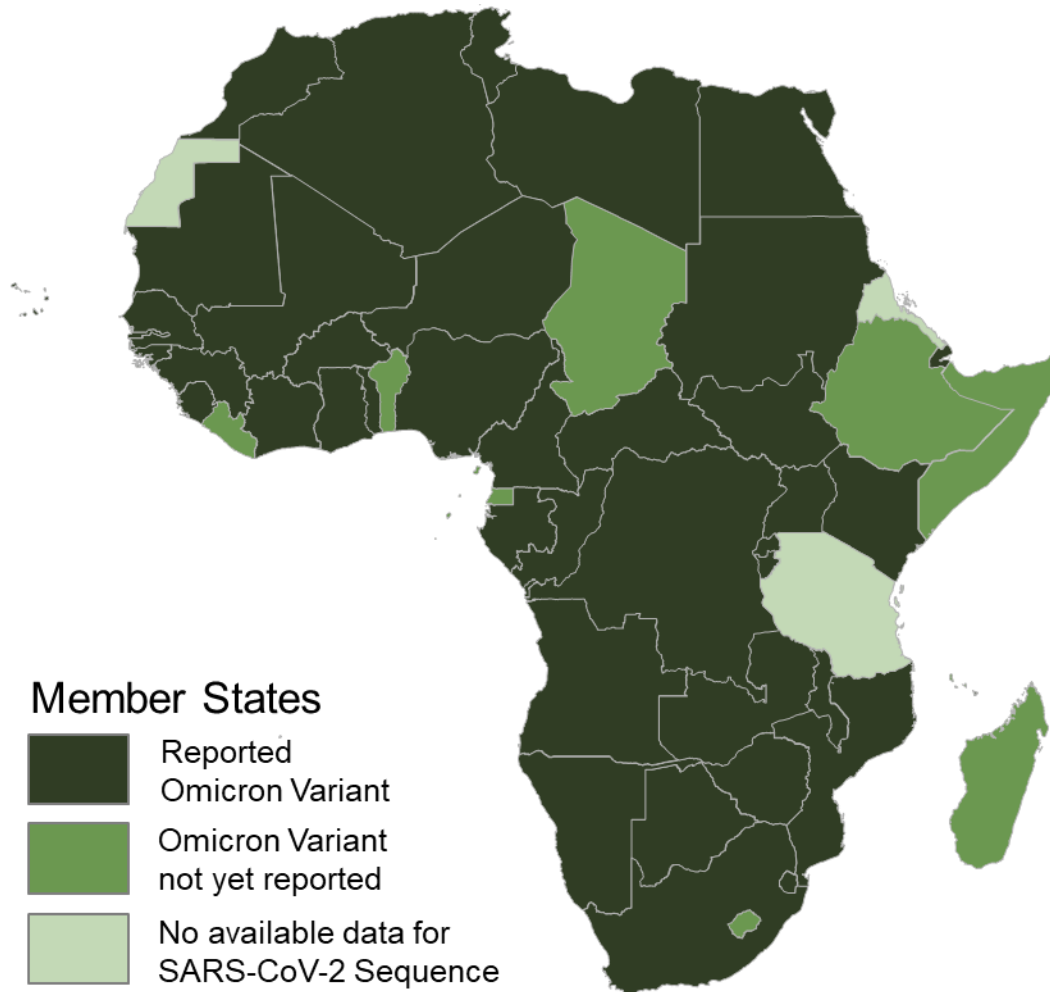 Member States
Reported
Omicron Variant
Omicron Variant
not yet reported
No available data for
SARS-CoV-2 Sequence